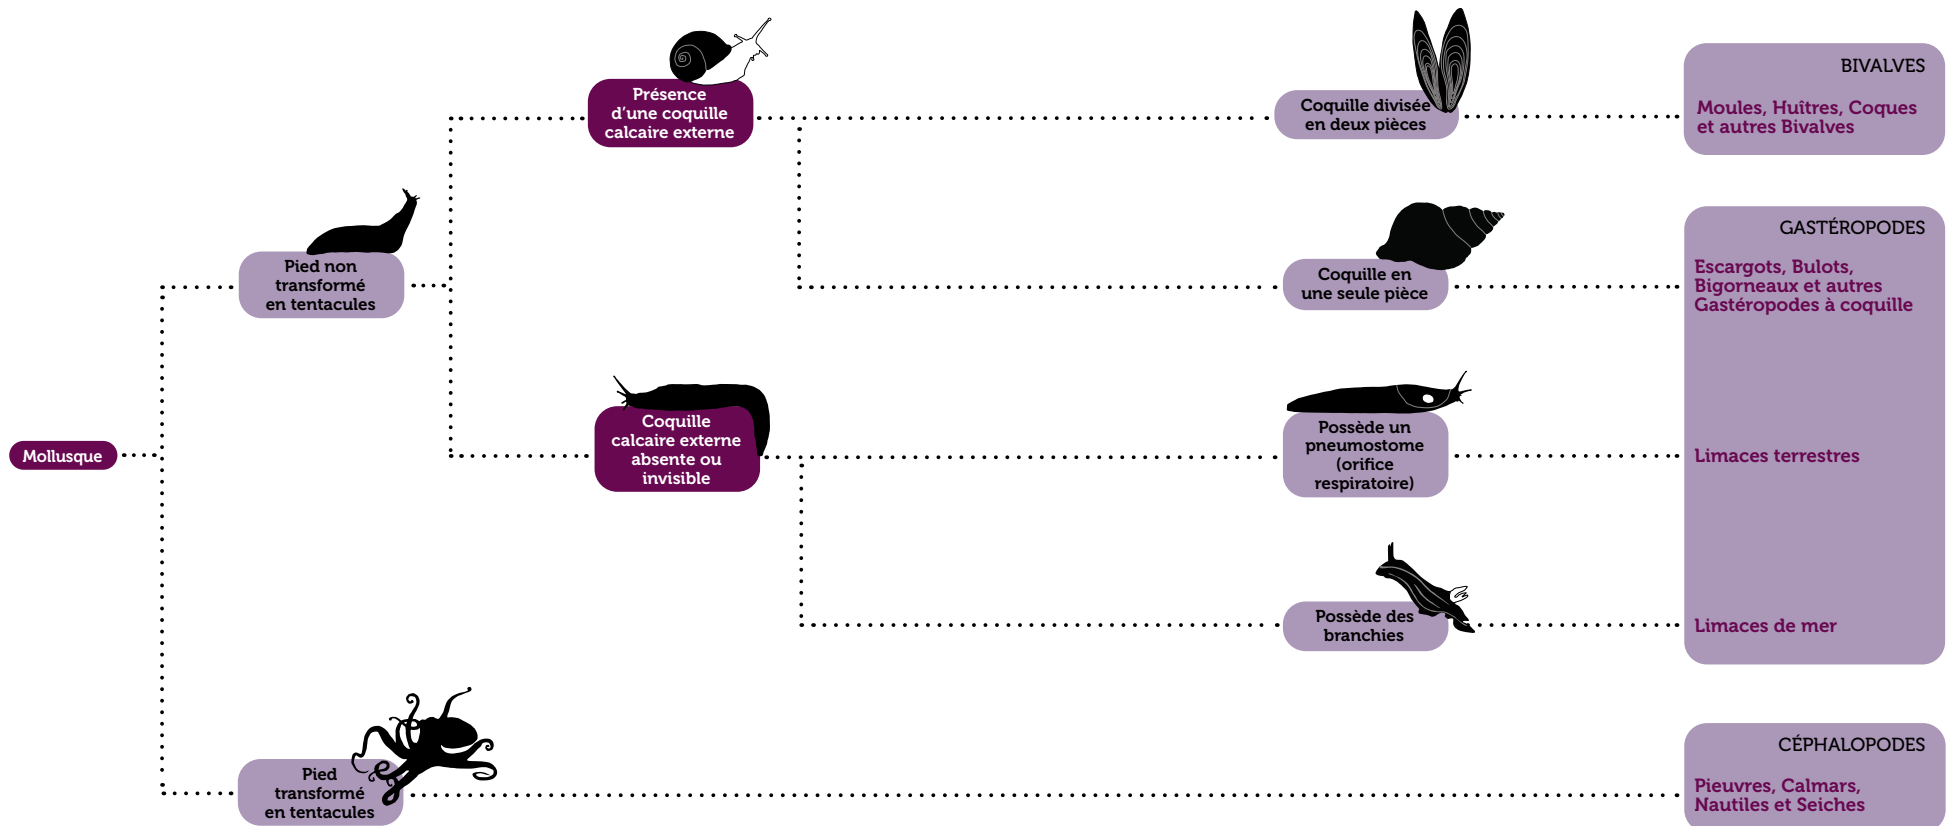 Mollusque
Pied non
transformé
en tentacules
Pied
transformé
en tentacules
Présence
d’une coquille
calcaire externe
Coquille
calcaire externe
absente ou
invisible
Coquille divisée
en deux pièces
Coquille en
une seule pièce
Possède un
pneumostome
(orifice
respiratoire)
Possède des
branchies
BIVALVES
Moules, Huîtres, Coques
et autres Bivalves
GASTÉROPODES
Escargots, Bulots,
Bigorneaux et autres
Gastéropodes à coquille
Limaces terrestres
Limaces de mer
CÉPHALOPODES
Pieuvres, Calmars,
Nautiles et Seiches